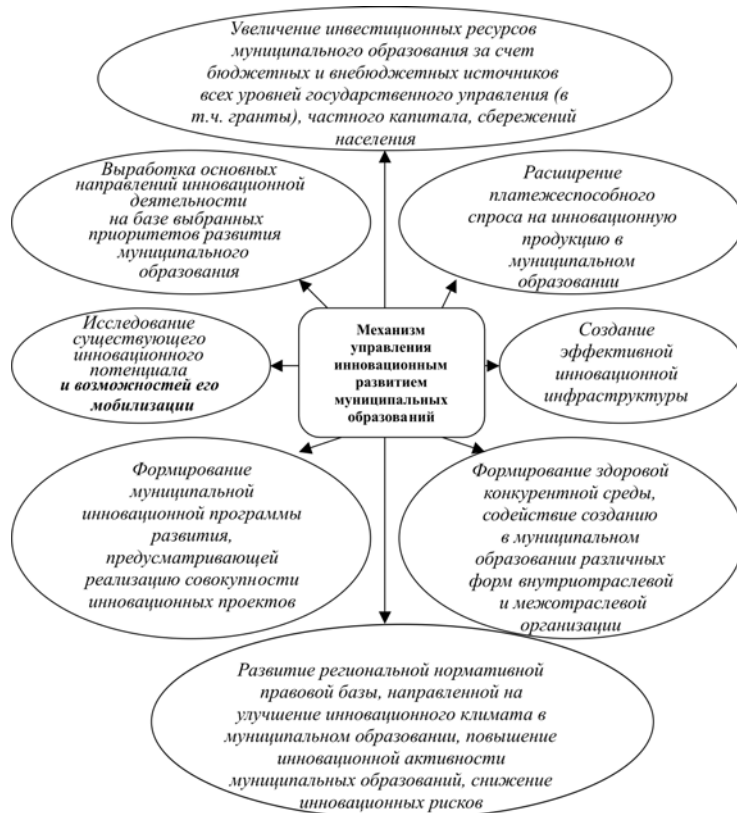 Увеличение инвестиционных ресурсов
муниципального образования за счет
бюджетных и внебюджетных источников
всех уровней государственного управления (в
т.ч. гранты), частного капитала, сбережений
населения
Выработка основных
направлений инновационной
деятельности
на базе выбранных
приоритетов развития
муниципального
образования
Расширение
платежеспособного
спроса на инновационную
продукцию в
муниципальном
образовании
Исследование
существующего
инновационного
потенциала
и возможностей его
мобилизации
Механизм
управления
инновационным
развитием
муниципальных
образований
Создание
эффективной
инновационной
инфраструктуры
Формирование
муниципальной
инновационной программы
развития,
предусматривающей
реализацию совокупности
инновационных проектов
Формирование здоровой
конкурентной среды,
содействие созданию
в муниципальном
образовании различных
форм внутриотраслевой
и межотраслевой
организации
Развитие региональной нормативной
правовой базы, направленной на
улучшение инновационного климата в
муниципальном образовании, повышение
инновационной активности
муниципальных образований, снижение
инновационных рисков